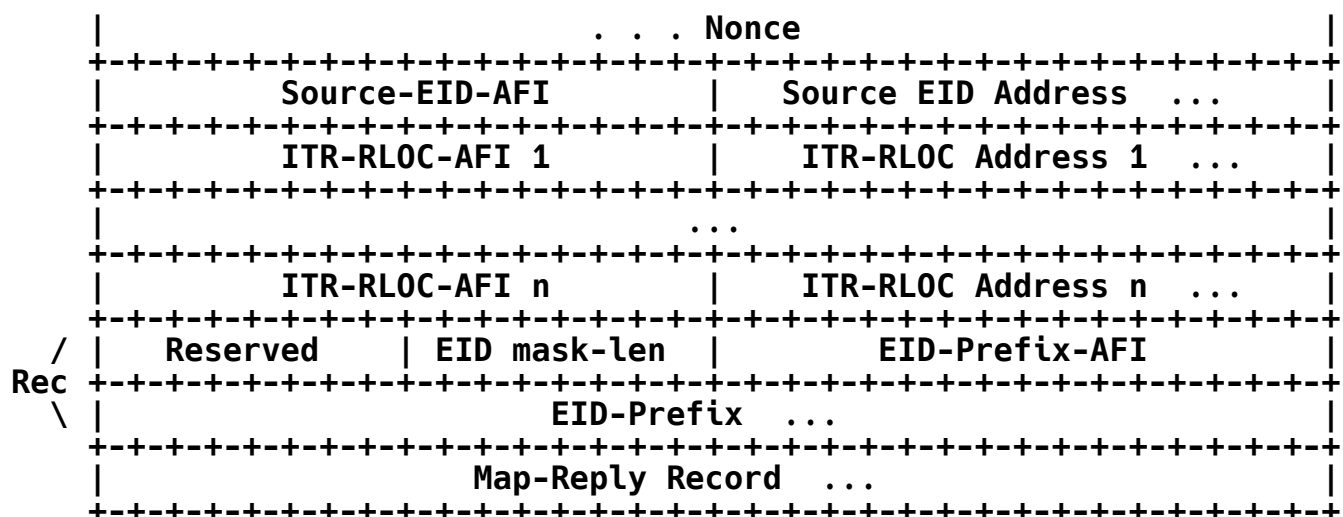 |                         . . . Nonce                           |
    +-+-+-+-+-+-+-+-+-+-+-+-+-+-+-+-+-+-+-+-+-+-+-+-+-+-+-+-+-+-+-+-+
    |         Source-EID-AFI        |   Source EID Address  ...     |
    +-+-+-+-+-+-+-+-+-+-+-+-+-+-+-+-+-+-+-+-+-+-+-+-+-+-+-+-+-+-+-+-+
    |         ITR-RLOC-AFI 1        |    ITR-RLOC Address 1  ...    |
    +-+-+-+-+-+-+-+-+-+-+-+-+-+-+-+-+-+-+-+-+-+-+-+-+-+-+-+-+-+-+-+-+
    |                              ...                              |
    +-+-+-+-+-+-+-+-+-+-+-+-+-+-+-+-+-+-+-+-+-+-+-+-+-+-+-+-+-+-+-+-+
    |         ITR-RLOC-AFI n        |    ITR-RLOC Address n  ...    |
    +-+-+-+-+-+-+-+-+-+-+-+-+-+-+-+-+-+-+-+-+-+-+-+-+-+-+-+-+-+-+-+-+
  / |   Reserved    | EID mask-len  |        EID-Prefix-AFI         |
Rec +-+-+-+-+-+-+-+-+-+-+-+-+-+-+-+-+-+-+-+-+-+-+-+-+-+-+-+-+-+-+-+-+
  \ |                       EID-Prefix  ...                         |
    +-+-+-+-+-+-+-+-+-+-+-+-+-+-+-+-+-+-+-+-+-+-+-+-+-+-+-+-+-+-+-+-+
    |                   Map-Reply Record  ...                       |
    +-+-+-+-+-+-+-+-+-+-+-+-+-+-+-+-+-+-+-+-+-+-+-+-+-+-+-+-+-+-+-+-+